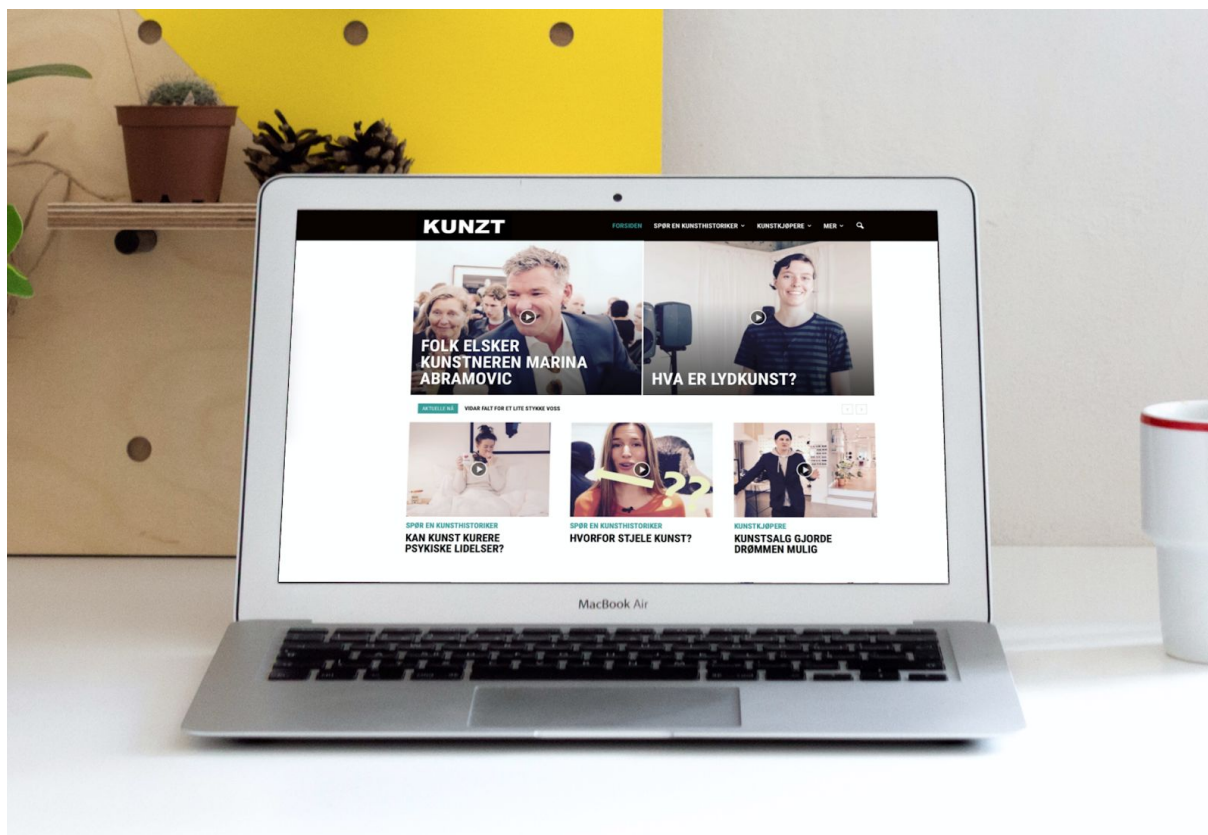 KUNZT
FORSIDEN SPØR EN KUNSTHISTORIKER KUNSTKJØPERE MER
FOLK ELSKER
KUNSTNEREN MARINA
ABRAMOVIC
HVA ER LYDKUNST?
AKTUELLE NÅ VIDAR FALT FOR ET LITE STYKKE VOSS
??
SPØR EN KUNSTHISTORIKER
KAN KUNST KURERE
PSYKISKE LIDELSER?
SPØR EN KUNSTHISTORIKER
HVORFOR STJELE KUNST?
KUNSTKJØPERE
KUNSTSALG GJORDE
DRØMMEN MULIG
MacBook Air